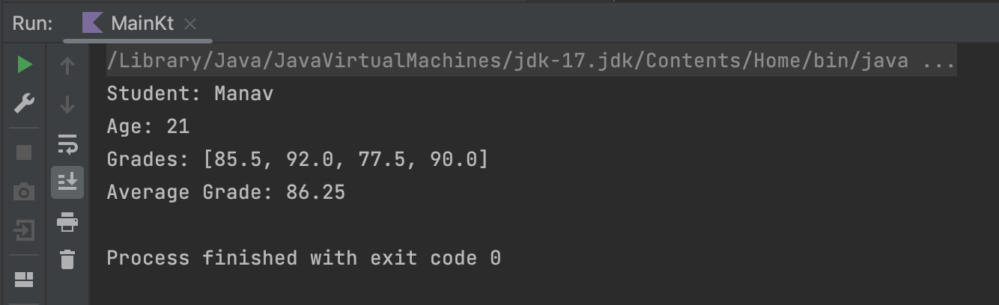 Run: MainKt
/Library/Java/JavaVirtualMachines/jdk-17.jdk/Contents/Home/bin/java ...
Student: Manav
Age: 21
Grades: [85.5, 92.0, 77.5, 90.0]
Average Grade: 86.25
Process finished with exit code 0